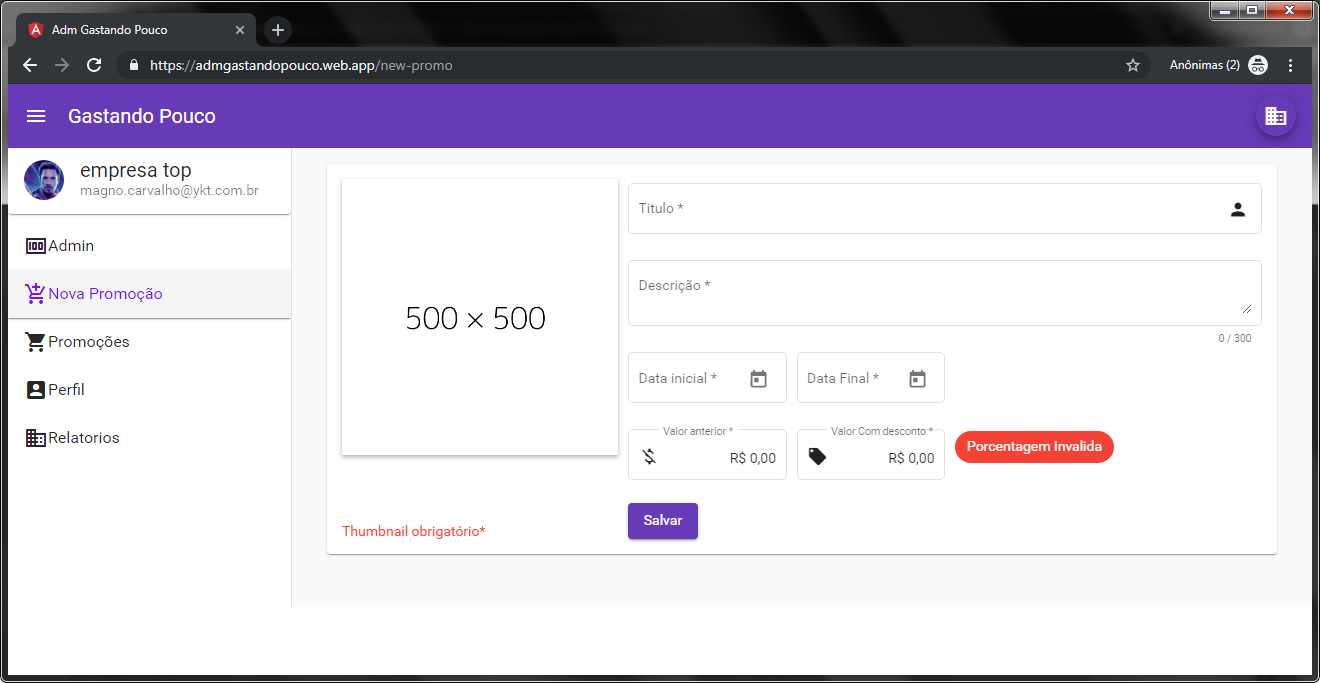 Adm Gastando Pouco
https://admgastandopouco.web.app/new-promo
Anônimas (2)
Gastando Pouco
empresa top
magno.carvalho@ykt.com.br
Admin
Nova Promoção
Promoções
Perfil
Relatorios
500 × 500
Thumbnail obrigatório*
Titulo *
Descrição *
0 / 300
Data inicial *
Data Final *
Valor anterior *
R$ 0,00
Valor Com desconto *
R$ 0,00
Porcentagem Invalida
Salvar